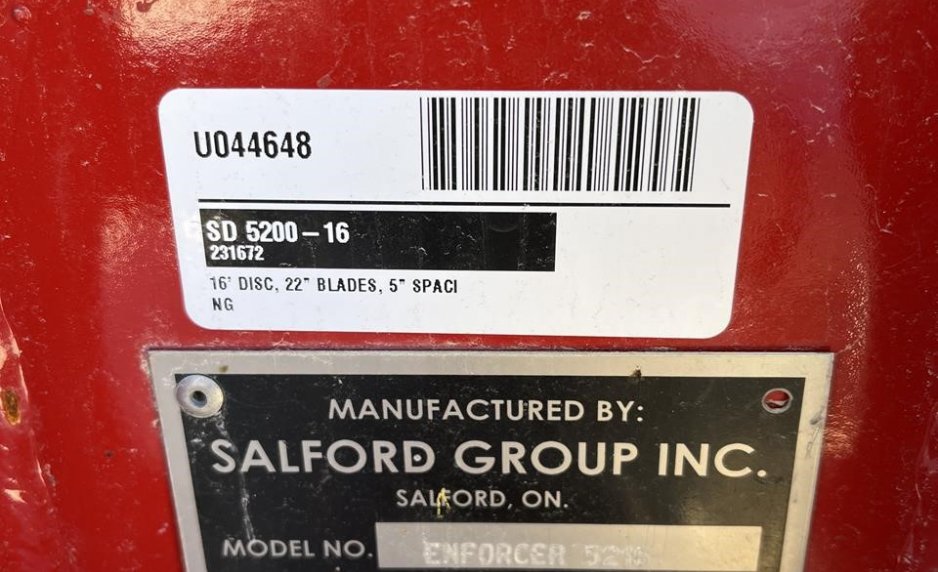 U044648
SD 5200-16
231672
16' DISC, 22" BLADES, 5" SPACI
NG
MANUFACTURED BY:
SALFORD GROUP INC.
SALFORD, ON.
MODEL NO. ENFORCER